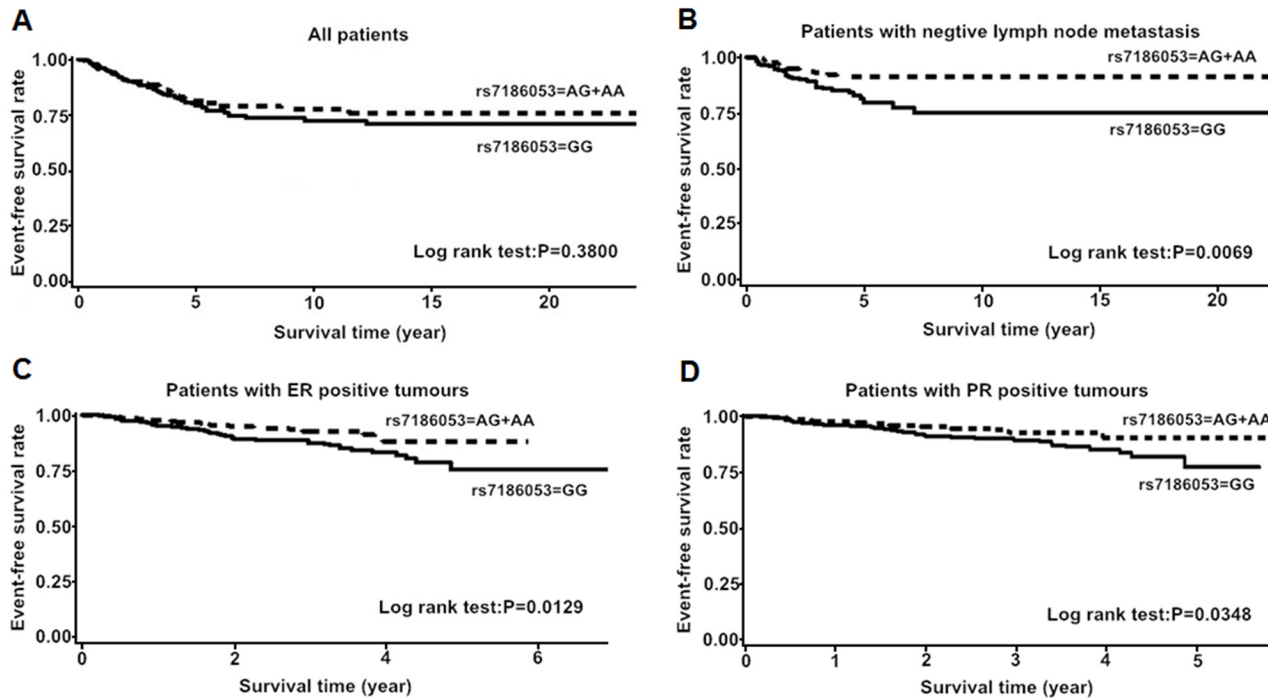 A
All patients
Event-free survival rate
1.00
0.75
0.50
0.25
0.00
rs7186053=AG+AA
rs7186053=GG
Log rank test:P=0.3800
0 5 10 15 20
Survival time (year)
B
Patients with negtive lymph node metastasis
Event-free survival rate
1.00
0.75
0.50
0.25
0.00
rs7186053=AG+AA
rs7186053=GG
Log rank test:P=0.0069
0 5 10 15 20
Survival time (year)
C
Patients with ER positive tumours
Event-free survival rate
1.00
0.75
0.50
0.25
0.00
rs7186053=AG+AA
rs7186053=GG
Log rank test:P=0.0129
0 2 4 6
Survival time (year)
D
Patients with PR positive tumours
Event-free survival rate
1.00
0.75
0.50
0.25
0.00
rs7186053=AG+AA
rs7186053=GG
Log rank test:P=0.0348
0 1 2 3 4 5
Survival time (year)